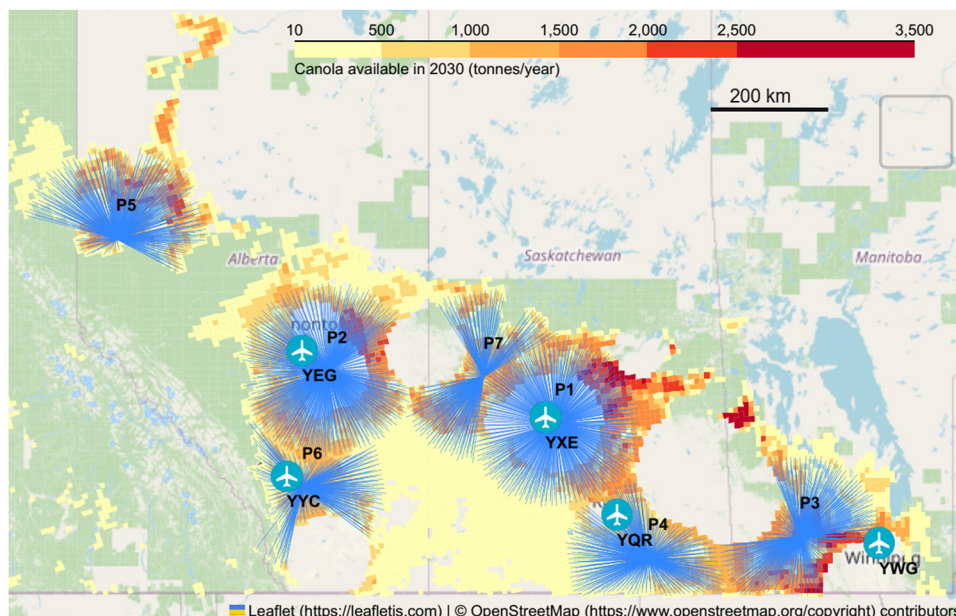 10 500 1,000 1,500 2,000 2,500 3,500
Canola available in 2030 (tonnes/year)
200 km
P5
Alberta
Saskatchewan
Manitoba
P2
YEG
P7
P1
YXE
P6
YYC
P3
P4
YQR
YWG
Leaflet (https://leafletjs.com) | © OpenStreetMap (https://www.openstreetmap.org/copyright) contributors